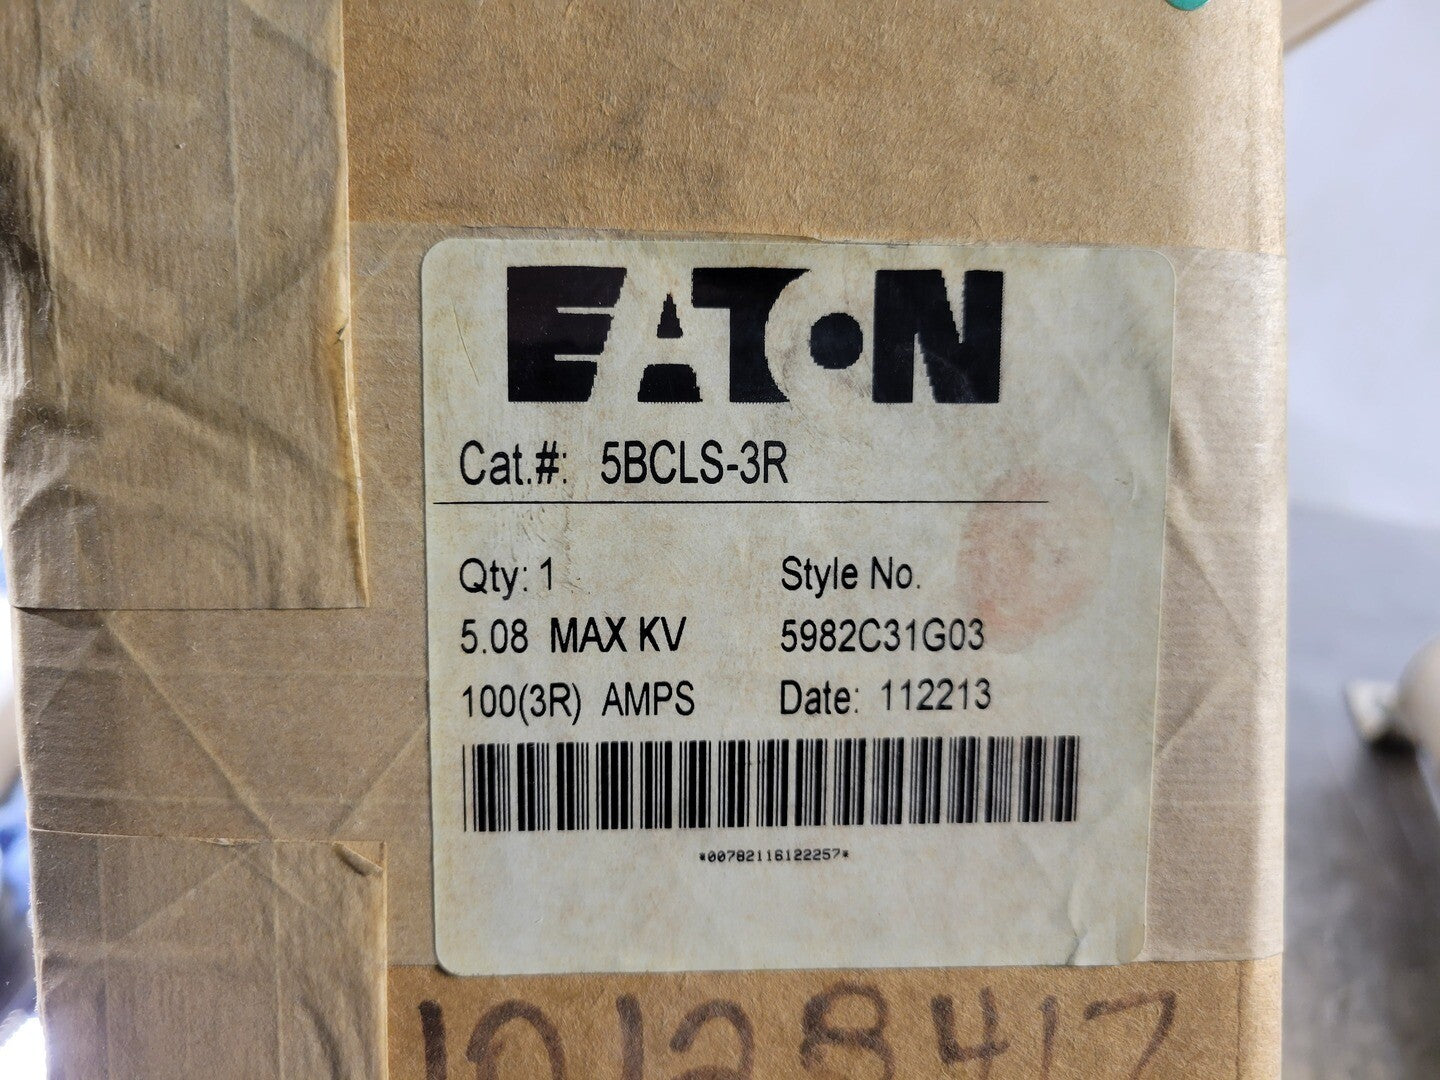 EATON
Cat.#: 5BCLS-3R
Qty: 1 Style No.
5.08 MAX KV 5982C31G03
100(3R) AMPS Date: 112213
*00782116122257*
10128417